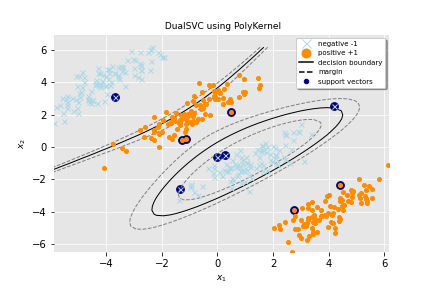 DualSVC using PolyKernel
negative -1
positive +1
decision boundary
margin
support vectors
6
4
2
0
−2
−4
−6
x₂
−4
−2
0
2
4
6
x₁